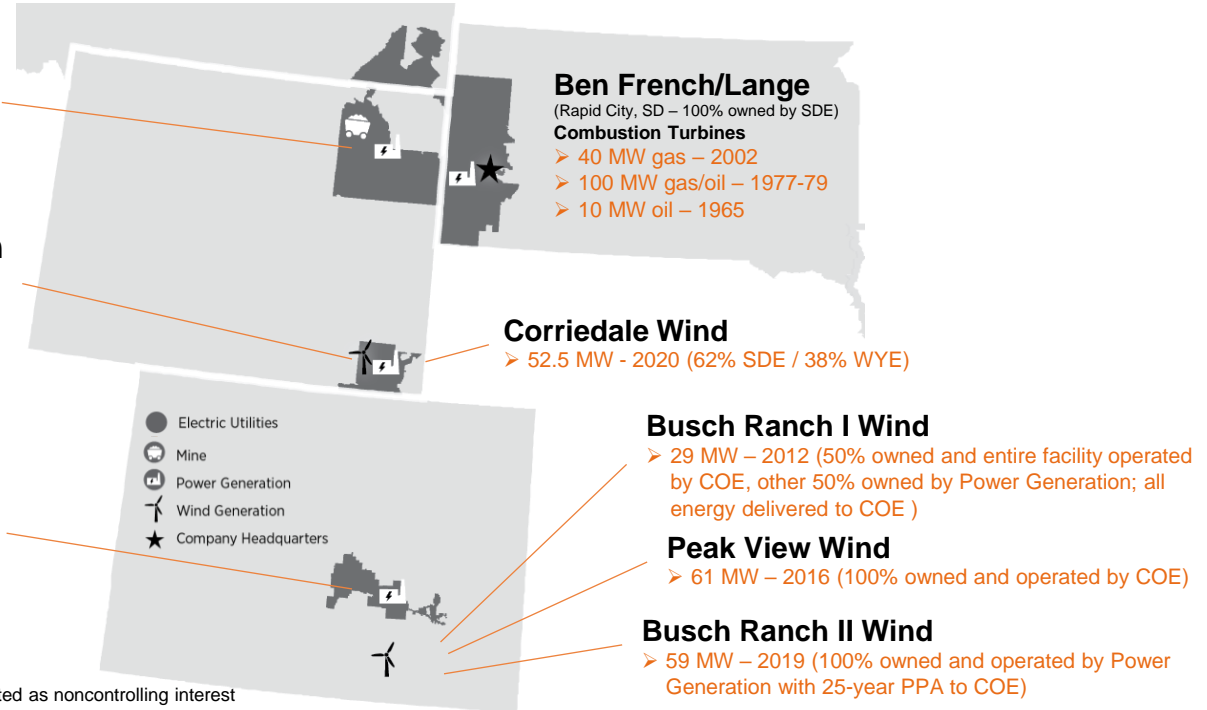 Ben French/Lange
(Rapid City, SD – 100% owned by SDE)
Combustion Turbines
➢ 40 MW gas – 2002
➢ 100 MW gas/oil – 1977-79
➢ 10 MW oil – 1965
Corriedale Wind
➢ 52.5 MW - 2020 (62% SDE / 38% WYE)
Electric Utilities
Mine
Power Generation
Wind Generation
Company Headquarters
Busch Ranch I Wind
➢ 29 MW – 2012 (50% owned and entire facility operated
by COE, other 50% owned by Power Generation; all
energy delivered to COE )
Peak View Wind
➢ 61 MW – 2016 (100% owned and operated by COE)
Busch Ranch II Wind
➢ 59 MW – 2019 (100% owned and operated by Power
Generation with 25-year PPA to COE)
as noncontrolling interest